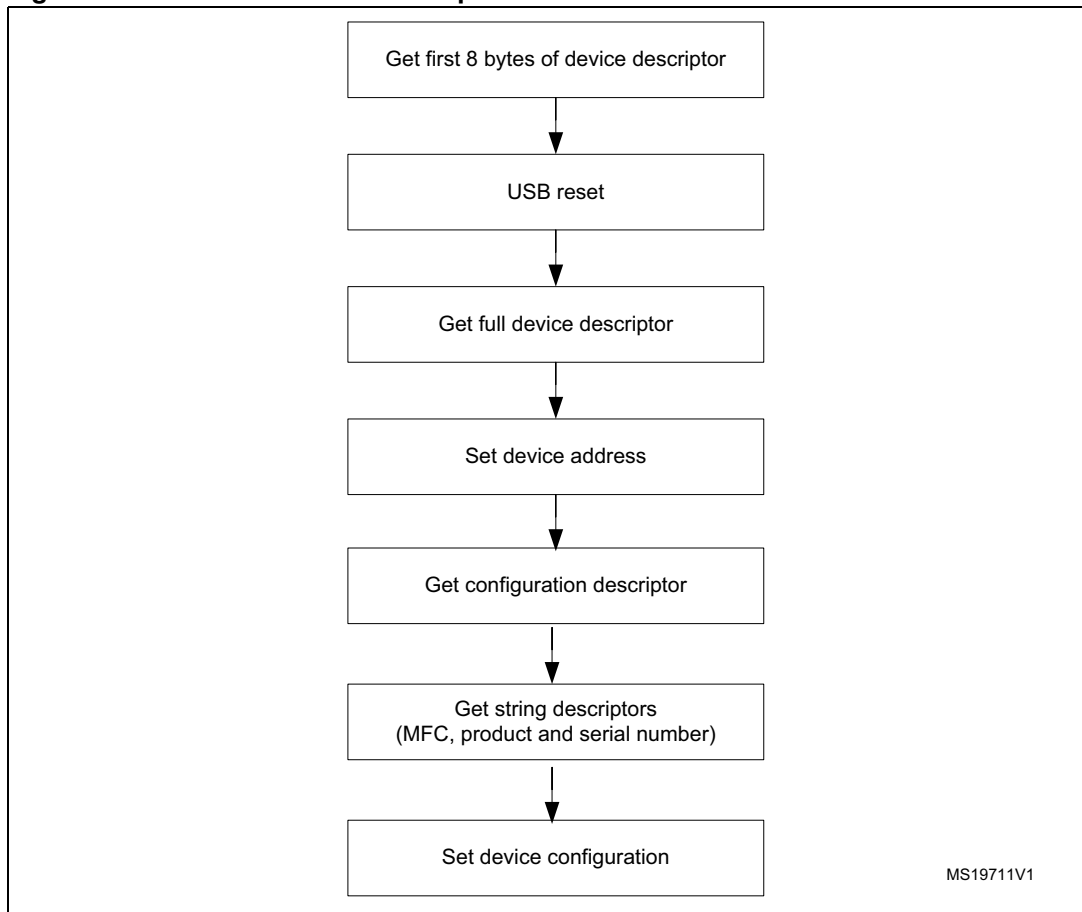 Get first 8 bytes of device descriptor
USB reset
Get full device descriptor
Set device address
Get configuration descriptor
Get string descriptors
(MFC, product and serial number)
Set device configuration
MS19711V1